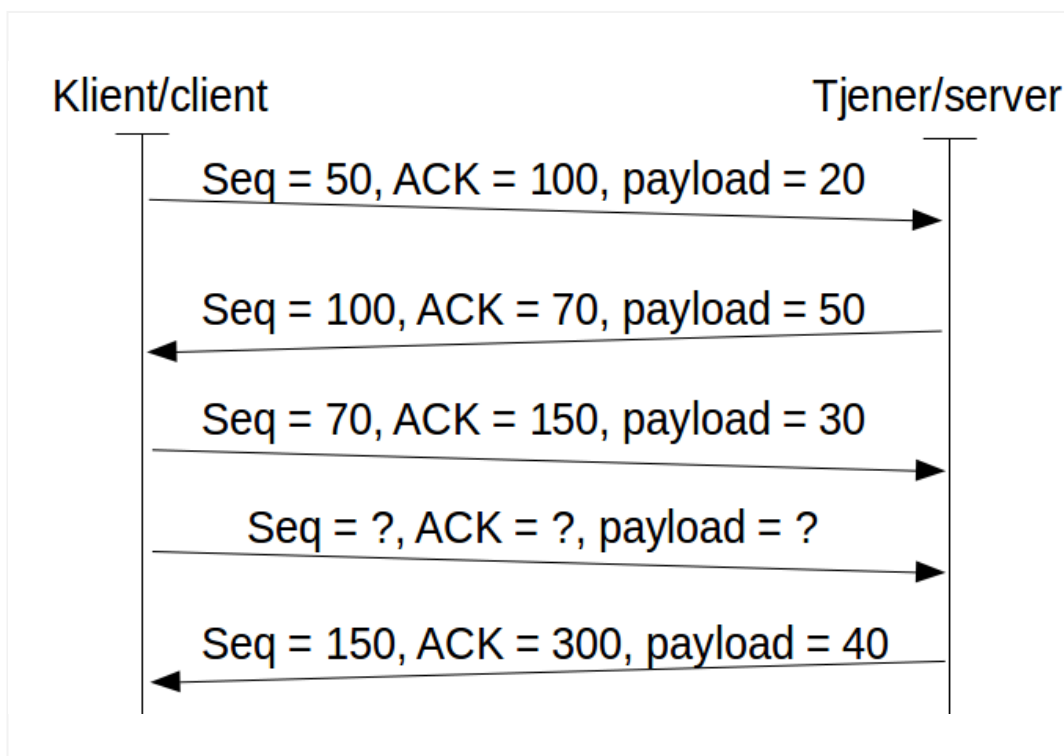 Klient/client
Tjener/server
Seq = 50, ACK = 100, payload = 20
Seq = 100, ACK = 70, payload = 50
Seq = 70, ACK = 150, payload = 30
Seq = ?, ACK = ?, payload = ?
Seq = 150, ACK = 300, payload = 40